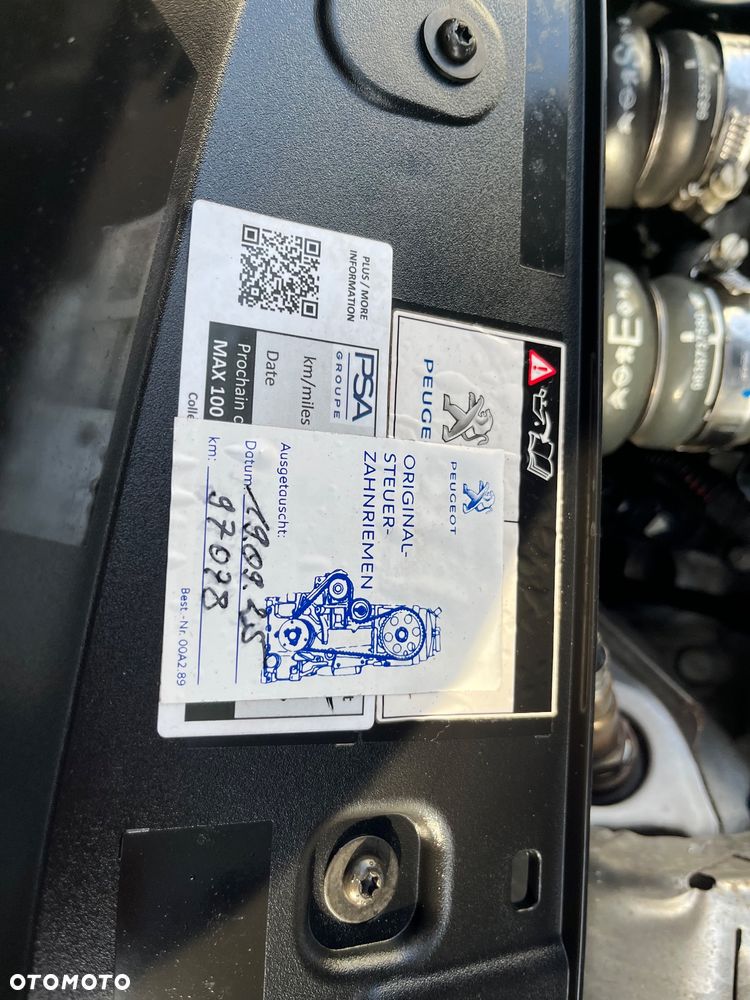 PLUS / MORE
INFORMATION
PSA
GROUPE
km/miles
Date
Prochain
MAX 100
PEUGE
PEUGEOT
ORIGINAL-
STEUER-
ZAHNRIEMEN
Ausgetauscht:
Datum: 19.09.25
km: 97028
Best.-Nr. 00A2.89
E
OTOMOTO